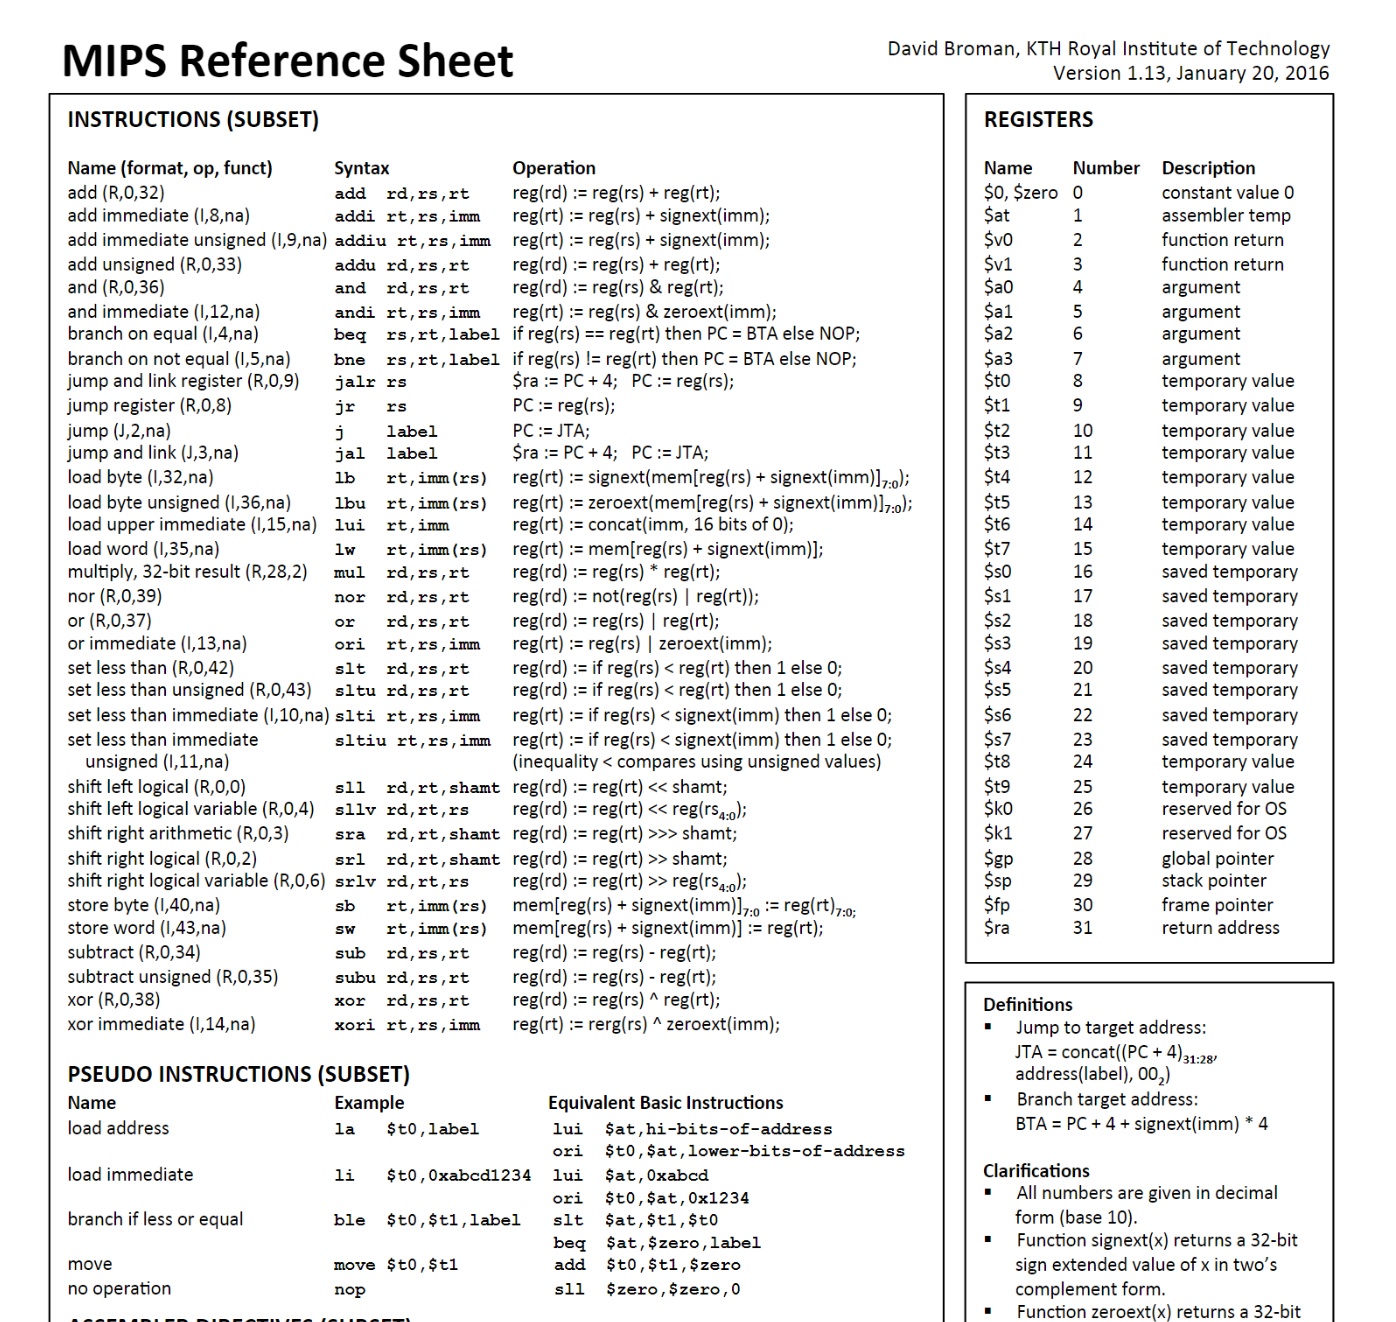 MIPS Reference Sheet
David Broman, KTH Royal Institute of Technology
Version 1.13, January 20, 2016
INSTRUCTIONS (SUBSET)
Name (format, op, funct) Syntax Operation
add (R,0,32) add rd,rs,rt reg(rd) := reg(rs) + reg(rt);
add immediate (I,8,na) addi rt,rs,imm reg(rt) := reg(rs) + signext(imm);
add immediate unsigned (I,9,na) addiu rt,rs,imm reg(rt) := reg(rs) + signext(imm);
add unsigned (R,0,33) addu rd,rs,rt reg(rd) := reg(rs) + reg(rt);
and (R,0,36) and rd,rs,rt reg(rd) := reg(rs) & reg(rt);
and immediate (I,12,na) andi rt,rs,imm reg(rt) := reg(rs) & zeroext(imm);
branch on equal (I,4,na) beq rs,rt,label if reg(rs) == reg(rt) then PC = BTA else NOP;
branch on not equal (I,5,na) bne rs,rt,label if reg(rs) != reg(rt) then PC = BTA else NOP;
jump and link register (R,0,9) jalr rs $ra := PC + 4; PC := reg(rs);
jump register (R,0,8) jr rs PC := reg(rs);
jump (J,2,na) j label PC := JTA;
jump and link (J,3,na) jal label $ra := PC + 4; PC := JTA;
load byte (I,32,na) lb rt,imm(rs) reg(rt) := signext(mem[reg(rs) + signext(imm)]7:0);
load byte unsigned (I,36,na) lbu rt,imm(rs) reg(rt) := zeroext(mem[reg(rs) + signext(imm)]7:0);
load upper immediate (I,15,na) lui rt,imm reg(rt) := concat(imm, 16 bits of 0);
load word (I,35,na) lw rt,imm(rs) reg(rt) := mem[reg(rs) + signext(imm)];
multiply, 32-bit result (R,28,2) mul rd,rs,rt reg(rd) := reg(rs) * reg(rt);
nor (R,0,39) nor rd,rs,rt reg(rd) := not(reg(rs) | reg(rt));
or (R,0,37) or rd,rs,rt reg(rd) := reg(rs) | reg(rt);
or immediate (I,13,na) ori rt,rs,imm reg(rt) := reg(rs) | zeroext(imm);
set less than (R,0,42) slt rd,rs,rt reg(rd) := if reg(rs) < reg(rt) then 1 else 0;
set less than unsigned (R,0,43) sltu rd,rs,rt reg(rd) := if reg(rs) < reg(rt) then 1 else 0;
set less than immediate (I,10,na) slti rt,rs,imm reg(rt) := if reg(rs) < signext(imm) then 1 else 0;
set less than immediate sltiu rt,rs,imm reg(rt) := if reg(rs) < signext(imm) then 1 else 0;
unsigned (I,11,na) (inequality < compares using unsigned values)
shift left logical (R,0,0) sll rd,rt,shamt reg(rd) := reg(rt) << shamt;
shift left logical variable (R,0,4) sllv rd,rt,rs reg(rd) := reg(rt) << reg(rs4:0);
shift right arithmetic (R,0,3) sra rd,rt,shamt reg(rd) := reg(rt) >>> shamt;
shift right logical (R,0,2) srl rd,rt,shamt reg(rd) := reg(rt) >> shamt;
shift right logical variable (R,0,6) srlv rd,rt,rs reg(rd) := reg(rt) >> reg(rs4:0);
store byte (I,40,na) sb rt,imm(rs) mem[reg(rs) + signext(imm)]7:0 := reg(rt)7:0;
store word (I,43,na) sw rt,imm(rs) mem[reg(rs) + signext(imm)] := reg(rt);
subtract (R,0,34) sub rd,rs,rt reg(rd) := reg(rs) - reg(rt);
subtract unsigned (R,0,35) subu rd,rs,rt reg(rd) := reg(rs) - reg(rt);
xor (R,0,38) xor rd,rs,rt reg(rd) := reg(rs) ^ reg(rt);
xor immediate (I,14,na) xori rt,rs,imm reg(rt) := rerg(rs) ^ zeroext(imm);
PSEUDO INSTRUCTIONS (SUBSET)
Name Example Equivalent Basic Instructions
load address la $t0,label lui $at,hi-bits-of-address
ori $t0,$at,lower-bits-of-address
load immediate li $t0,0xabcd1234 lui $at,0xabcd
ori $t0,$at,0x1234
branch if less or equal ble $t0,$t1,label slt $at,$t1,$t0
beq $at,$zero,label
move move $t0,$t1 add $t0,$t1,$zero
no operation nop sll $zero,$zero,0
ASSEMBLER DIRECTIVES (SUBSET)
REGISTERS
Name Number Description
$0, $zero 0 constant value 0
$at 1 assembler temp
$v0 2 function return
$v1 3 function return
$a0 4 argument
$a1 5 argument
$a2 6 argument
$a3 7 argument
$t0 8 temporary value
$t1 9 temporary value
$t2 10 temporary value
$t3 11 temporary value
$t4 12 temporary value
$t5 13 temporary value
$t6 14 temporary value
$t7 15 temporary value
$s0 16 saved temporary
$s1 17 saved temporary
$s2 18 saved temporary
$s3 19 saved temporary
$s4 20 saved temporary
$s5 21 saved temporary
$s6 22 saved temporary
$s7 23 saved temporary
$t8 24 temporary value
$t9 25 temporary value
$k0 26 reserved for OS
$k1 27 reserved for OS
$gp 28 global pointer
$sp 29 stack pointer
$fp 30 frame pointer
$ra 31 return address
Definitions
▪ Jump to target address:
JTA = concat((PC + 4)31:28,
address(label), 002)
▪ Branch target address:
BTA = PC + 4 + signext(imm) * 4
Clarifications
▪ All numbers are given in decimal
form (base 10).
▪ Function signext(x) returns a 32-bit
sign extended value of x in two's
complement form.
▪ Function zeroext(x) returns a 32-bit